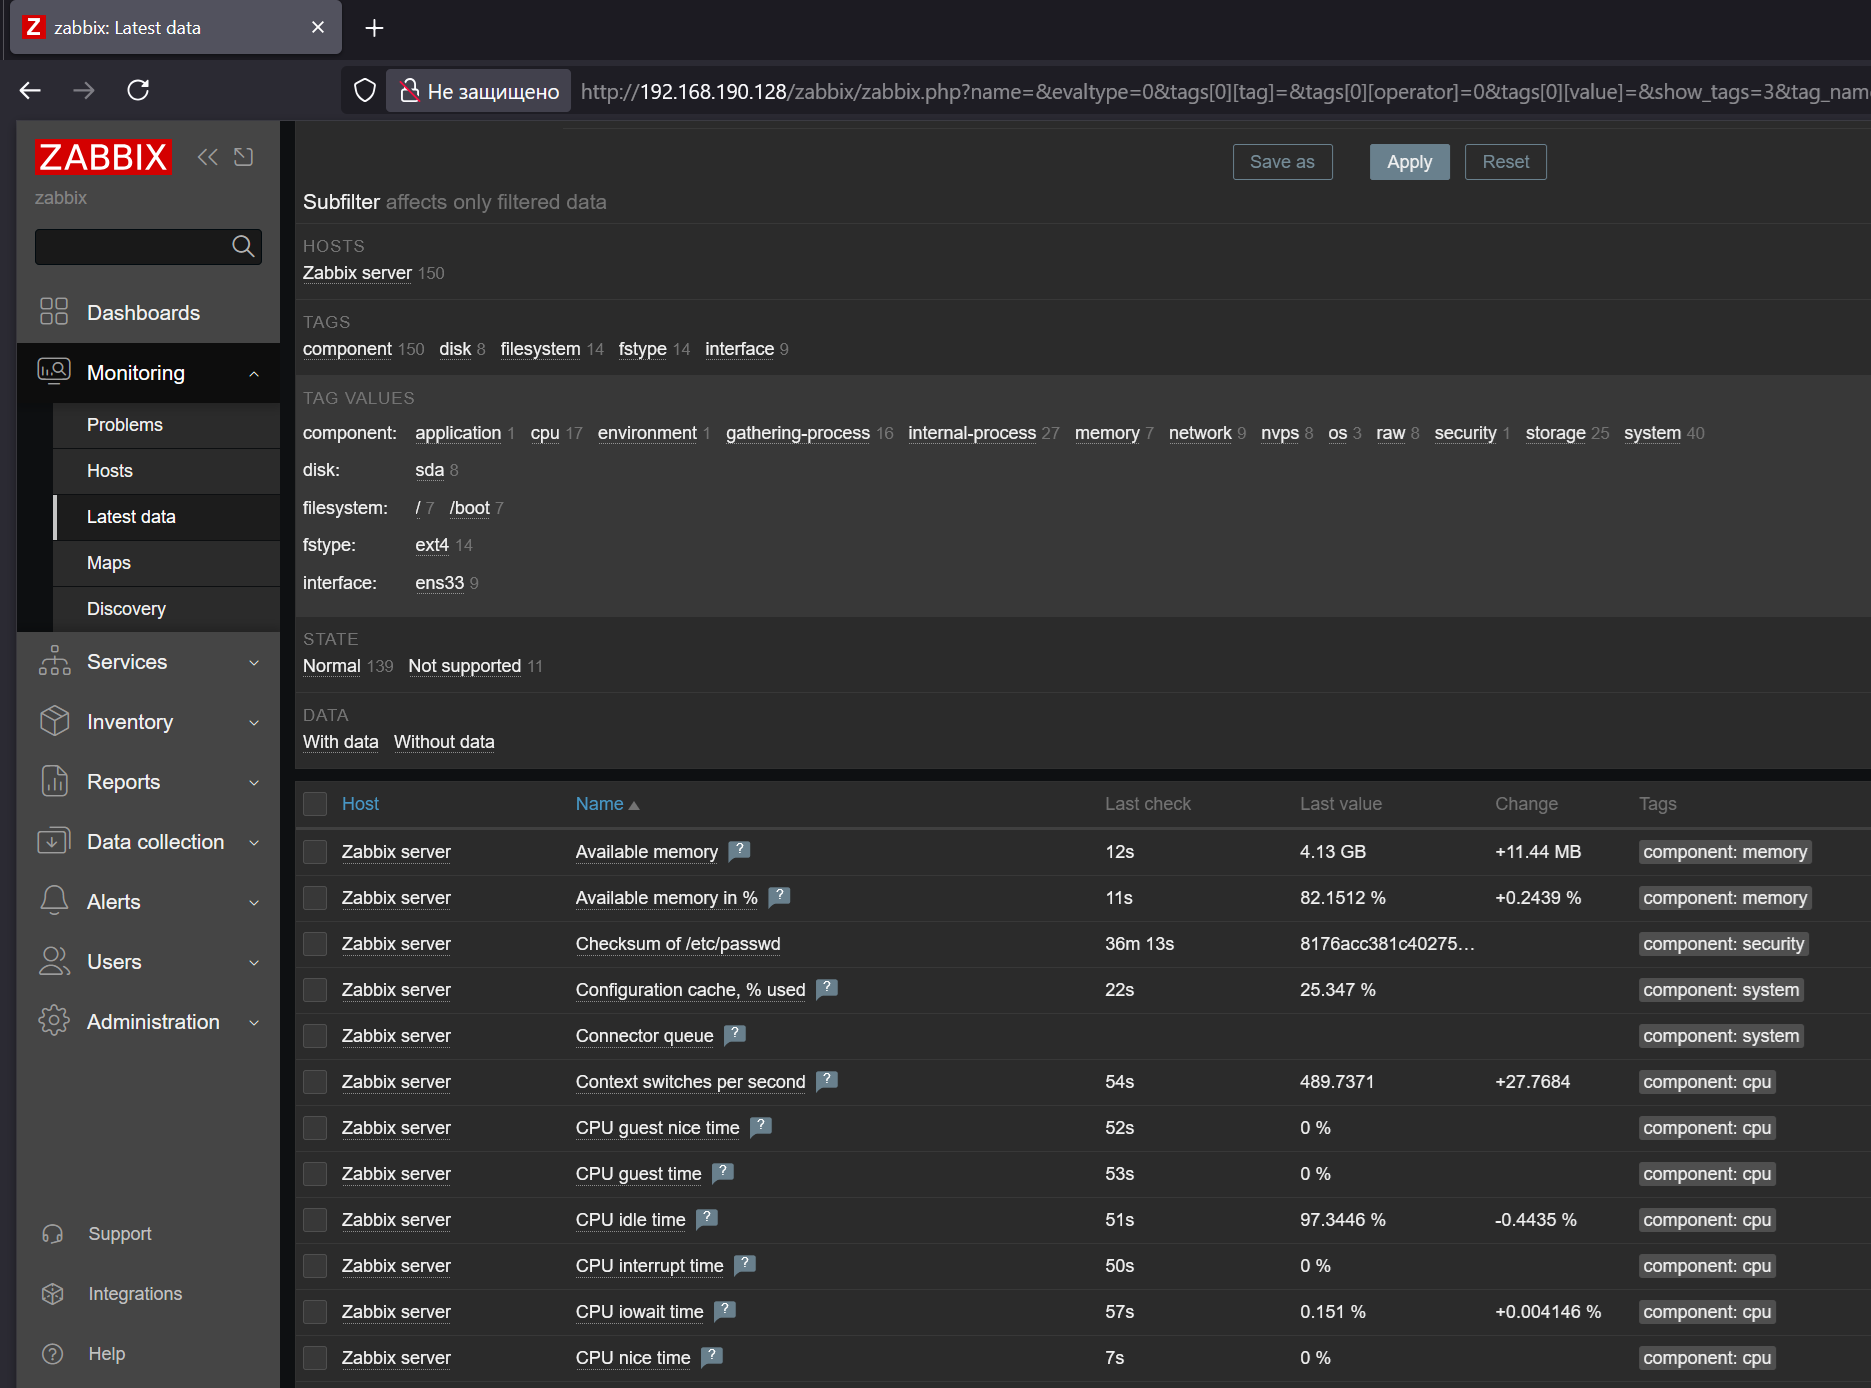 Z zabbix: Latest data
Не защищено http://192.168.190.128/zabbix/zabbix.php?name=&evaltype=0&tags[0][tag]=&tags[0][operator]=0&tags[0][value]=&show_tags=3&tag_nam
ZABBIX
zabbix
Dashboards
Monitoring
Problems
Hosts
Latest data
Maps
Discovery
Services
Inventory
Reports
Data collection
Alerts
Users
Administration
Support
Integrations
Help
Save as Apply Reset
Subfilter affects only filtered data
HOSTS
Zabbix server 150
TAGS
component 150 disk 8 filesystem 14 fstype 14 interface 9
TAG VALUES
component: application 1 cpu 17 environment 1 gathering-process 16 internal-process 27 memory 7 network 9 nvps 8 os 3 raw 8 security 1 storage 25 system 40
disk: sda 8
filesystem: / 7 /boot 7
fstype: ext4 14
interface: ens33 9
STATE
Normal 139 Not supported 11
DATA
With data Without data
Host Name Last check Last value Change Tags
Zabbix server Available memory ? 12s 4.13 GB +11.44 MB component: memory
Zabbix server Available memory in % ? 11s 82.1512 % +0.2439 % component: memory
Zabbix server Checksum of /etc/passwd 36m 13s 8176acc381c40275... component: security
Zabbix server Configuration cache, % used ? 22s 25.347 % component: system
Zabbix server Connector queue ? component: system
Zabbix server Context switches per second ? 54s 489.7371 +27.7684 component: cpu
Zabbix server CPU guest nice time ? 52s 0 % component: cpu
Zabbix server CPU guest time ? 53s 0 % component: cpu
Zabbix server CPU idle time ? 51s 97.3446 % -0.4435 % component: cpu
Zabbix server CPU interrupt time ? 50s 0 % component: cpu
Zabbix server CPU iowait time ? 57s 0.151 % +0.004146 % component: cpu
Zabbix server CPU nice time ? 7s 0 % component: cpu